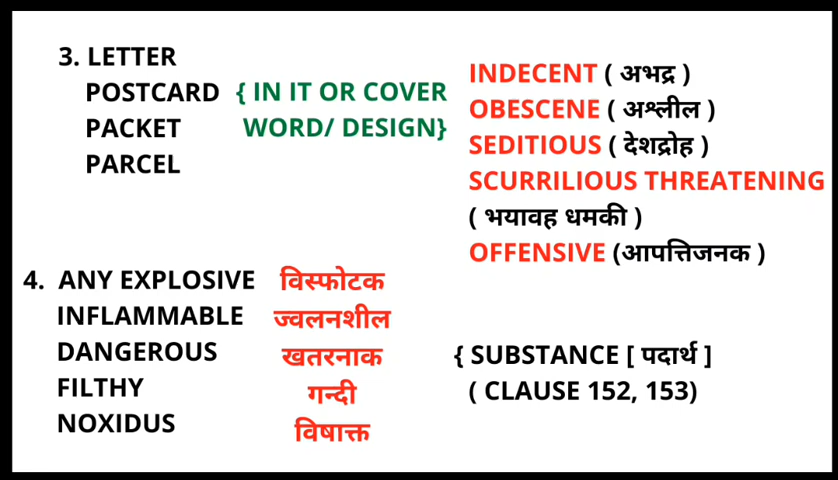 3. LETTER
POSTCARD { IN IT OR COVER
PACKET WORD/ DESIGN}
PARCEL
INDECENT ( अभद्र )
OBESCENE ( अश्लील )
SEDITIOUS ( देशद्रोह )
SCURRILIOUS THREATENING
( भयावह धमकी )
OFFENSIVE (आपत्तिजनक )
4. ANY EXPLOSIVE विस्फोटक
INFLAMMABLE ज्वलनशील
DANGEROUS खतरनाक
FILTHY गन्दी
NOXIDUS विषाक्त
{ SUBSTANCE [ पदार्थ ]
( CLAUSE 152, 153)